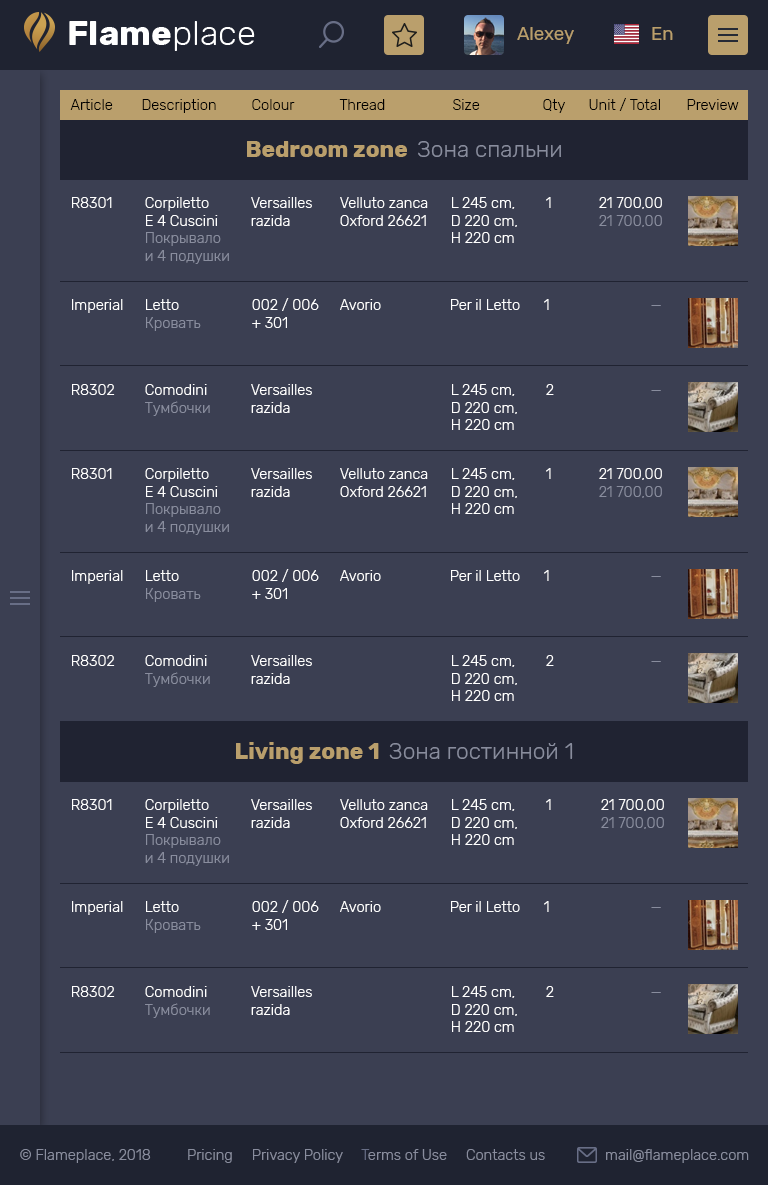 Flameplace
Alexey
En
Article Description Colour Thread Size Qty Unit / Total Preview
Bedroom zone Зона спальни
R8301 Corpiletto Versailles Velluto zanca L 245 cm, 1 21 700,00
E 4 Cuscini razida Oxford 26621 D 220 cm, 21 700,00
Покрывало H 220 cm
и 4 подушки
Imperial Letto 002 / 006 Avorio Per il Letto 1 —
Кровать + 301
R8302 Comodini Versailles L 245 cm, 2 —
Тумбочки razida D 220 cm,
H 220 cm
R8301 Corpiletto Versailles Velluto zanca L 245 cm, 1 21 700,00
E 4 Cuscini razida Oxford 26621 D 220 cm, 21 700,00
Покрывало H 220 cm
и 4 подушки
Imperial Letto 002 / 006 Avorio Per il Letto 1 —
Кровать + 301
R8302 Comodini Versailles L 245 cm, 2 —
Тумбочки razida D 220 cm,
H 220 cm
Living zone 1 Зона гостинной 1
R8301 Corpiletto Versailles Velluto zanca L 245 cm, 1 21 700,00
E 4 Cuscini razida Oxford 26621 D 220 cm, 21 700,00
Покрывало H 220 cm
и 4 подушки
Imperial Letto 002 / 006 Avorio Per il Letto 1 —
Кровать + 301
R8302 Comodini Versailles L 245 cm, 2 —
Тумбочки razida D 220 cm,
H 220 cm
© Flameplace, 2018 Pricing Privacy Policy Terms of Use Contacts us mail@flameplace.com